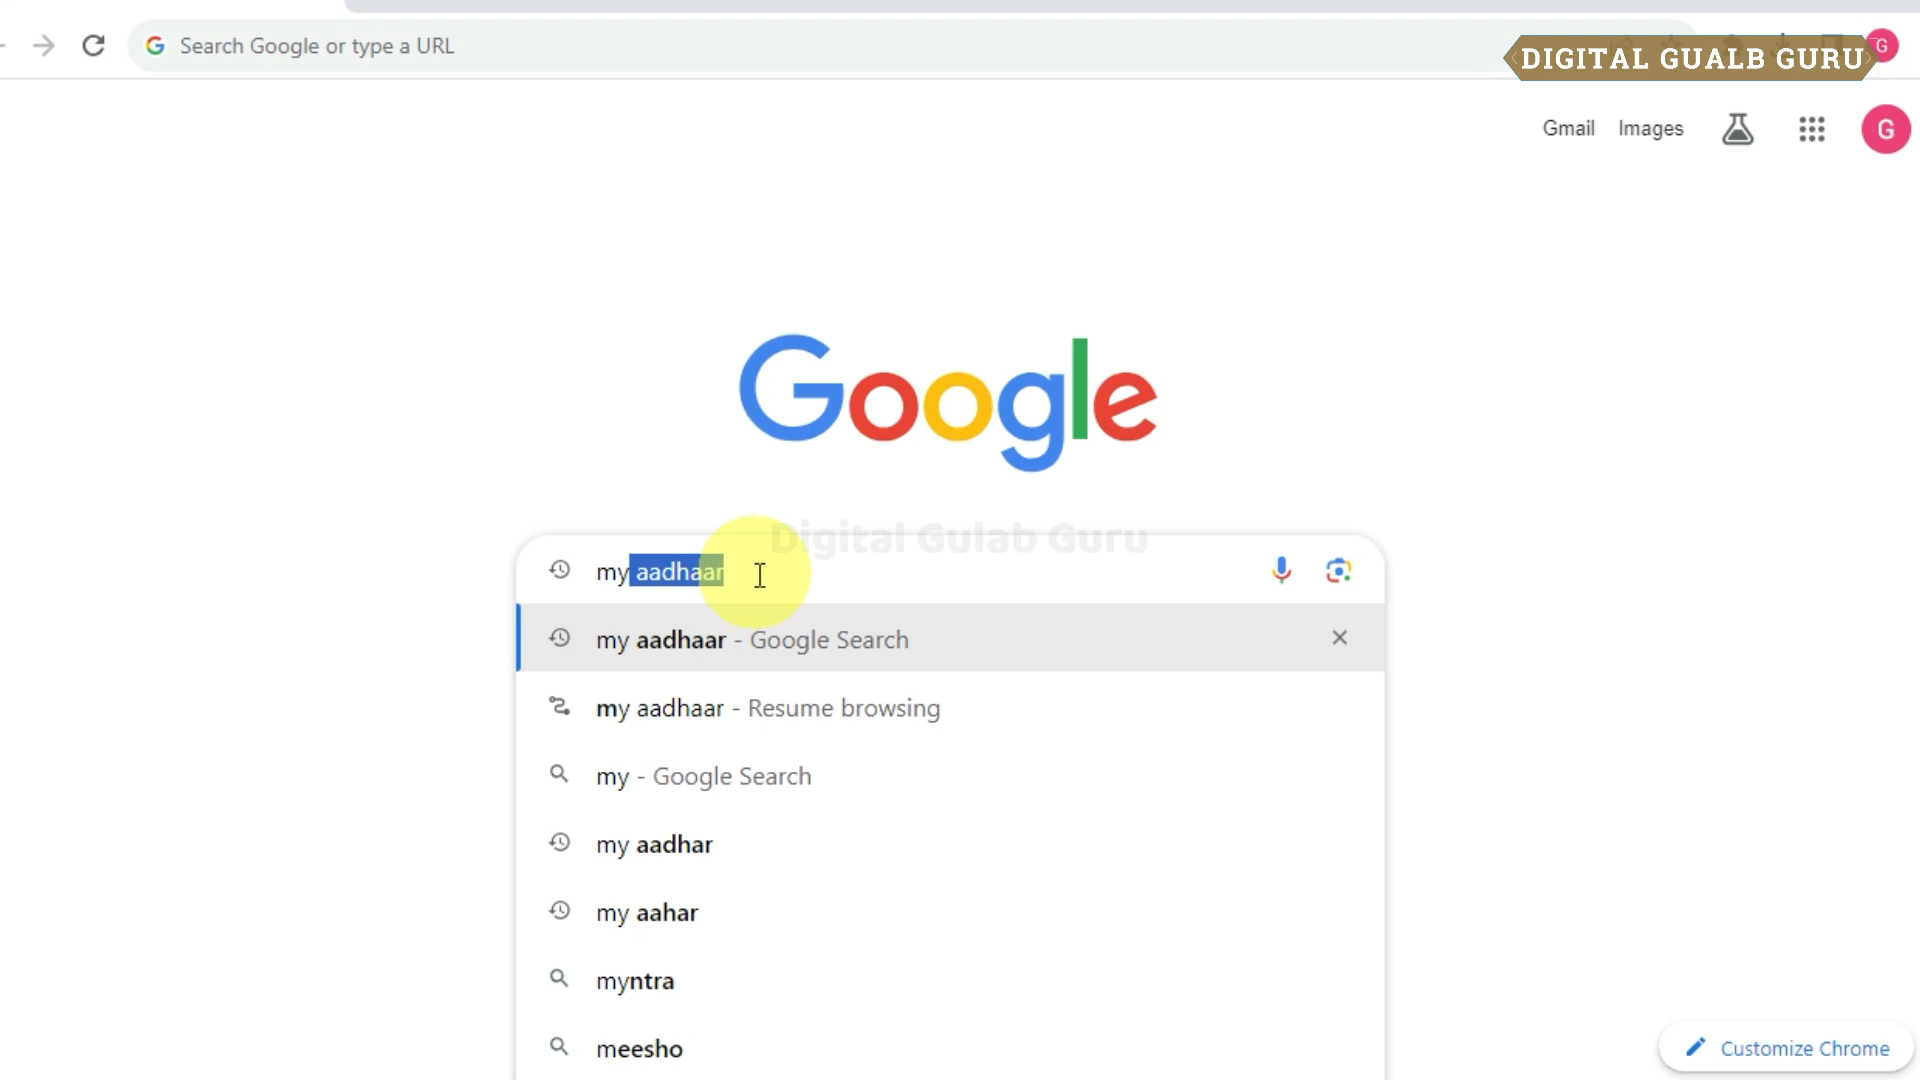 Search Google or type a URL
DIGITAL GUALB GURU
G
Gmail
Images
G
Google
Digital Gulab Guru
my aadhaar
my aadhaar - Google Search
my aadhaar - Resume browsing
my - Google Search
my aadhar
my aahar
myntra
meesho
Customize Chrome